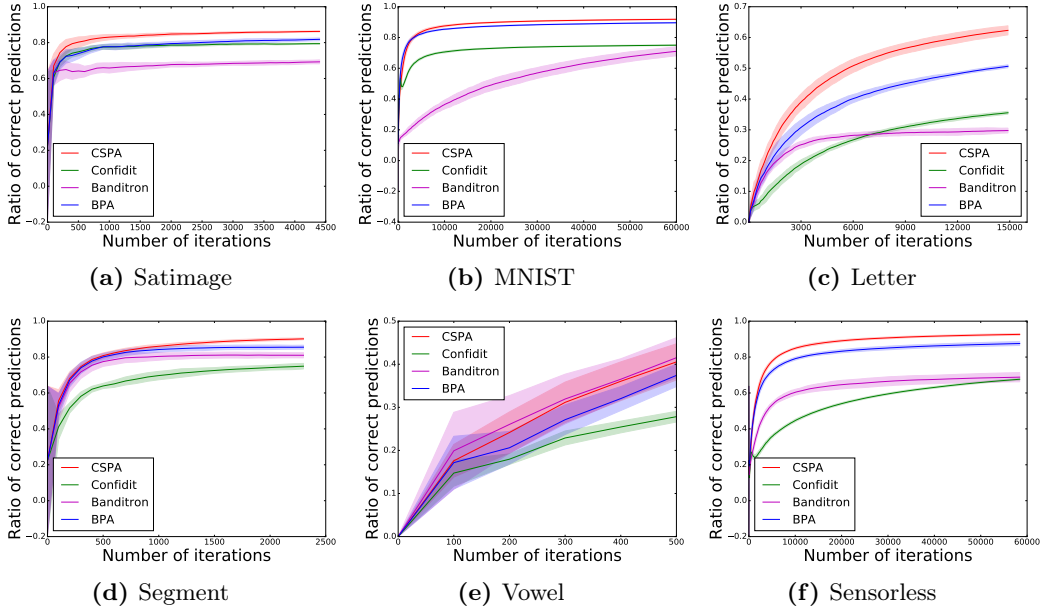 Ratio of correct predictions
1.0
0.8
0.6
0.4
0.2
0.0
−0.2
CSPA
Confidit
Banditron
BPA
0 500 1000 1500 2000 2500 3000 3500 4000 4500
Number of iterctions
(a) Satimage
Ratio of correct predictions
1.0
0.8
0.6
0.4
0.2
0.0
−0.2
−0.4
CSPA
Confidit
Banditron
BPA
0 10000 20000 30000 40000 50000 60000
Number of iterctions
(b) MNIST
Ratio of correct predictions
0.7
0.6
0.5
0.4
0.3
0.2
0.1
0.0
CSPA
Confidit
Banditron
BPA
3000 6000 9000 12000 15000
Number of iterctions
(c) Letter
Ratio of correct predictions
1.0
0.8
0.6
0.4
0.2
0.0
−0.2
CSPA
Confidit
Banditron
BPA
0 500 1000 1500 2000 2500
Number of iterctions
(d) Segment
Ratio of correct predictions
0.5
0.4
0.3
0.2
0.1
0.0
CSPA
Confidit
Banditron
BPA
0 100 200 300 400 500
Number of iterctions
(e) Vowel
Ratio of correct predictions
1.0
0.8
0.6
0.4
0.2
0.0
−0.2
CSPA
Confidit
Banditron
BPA
0 10000 20000 30000 40000 50000 60000
Number of iterctions
(f) Sensorless